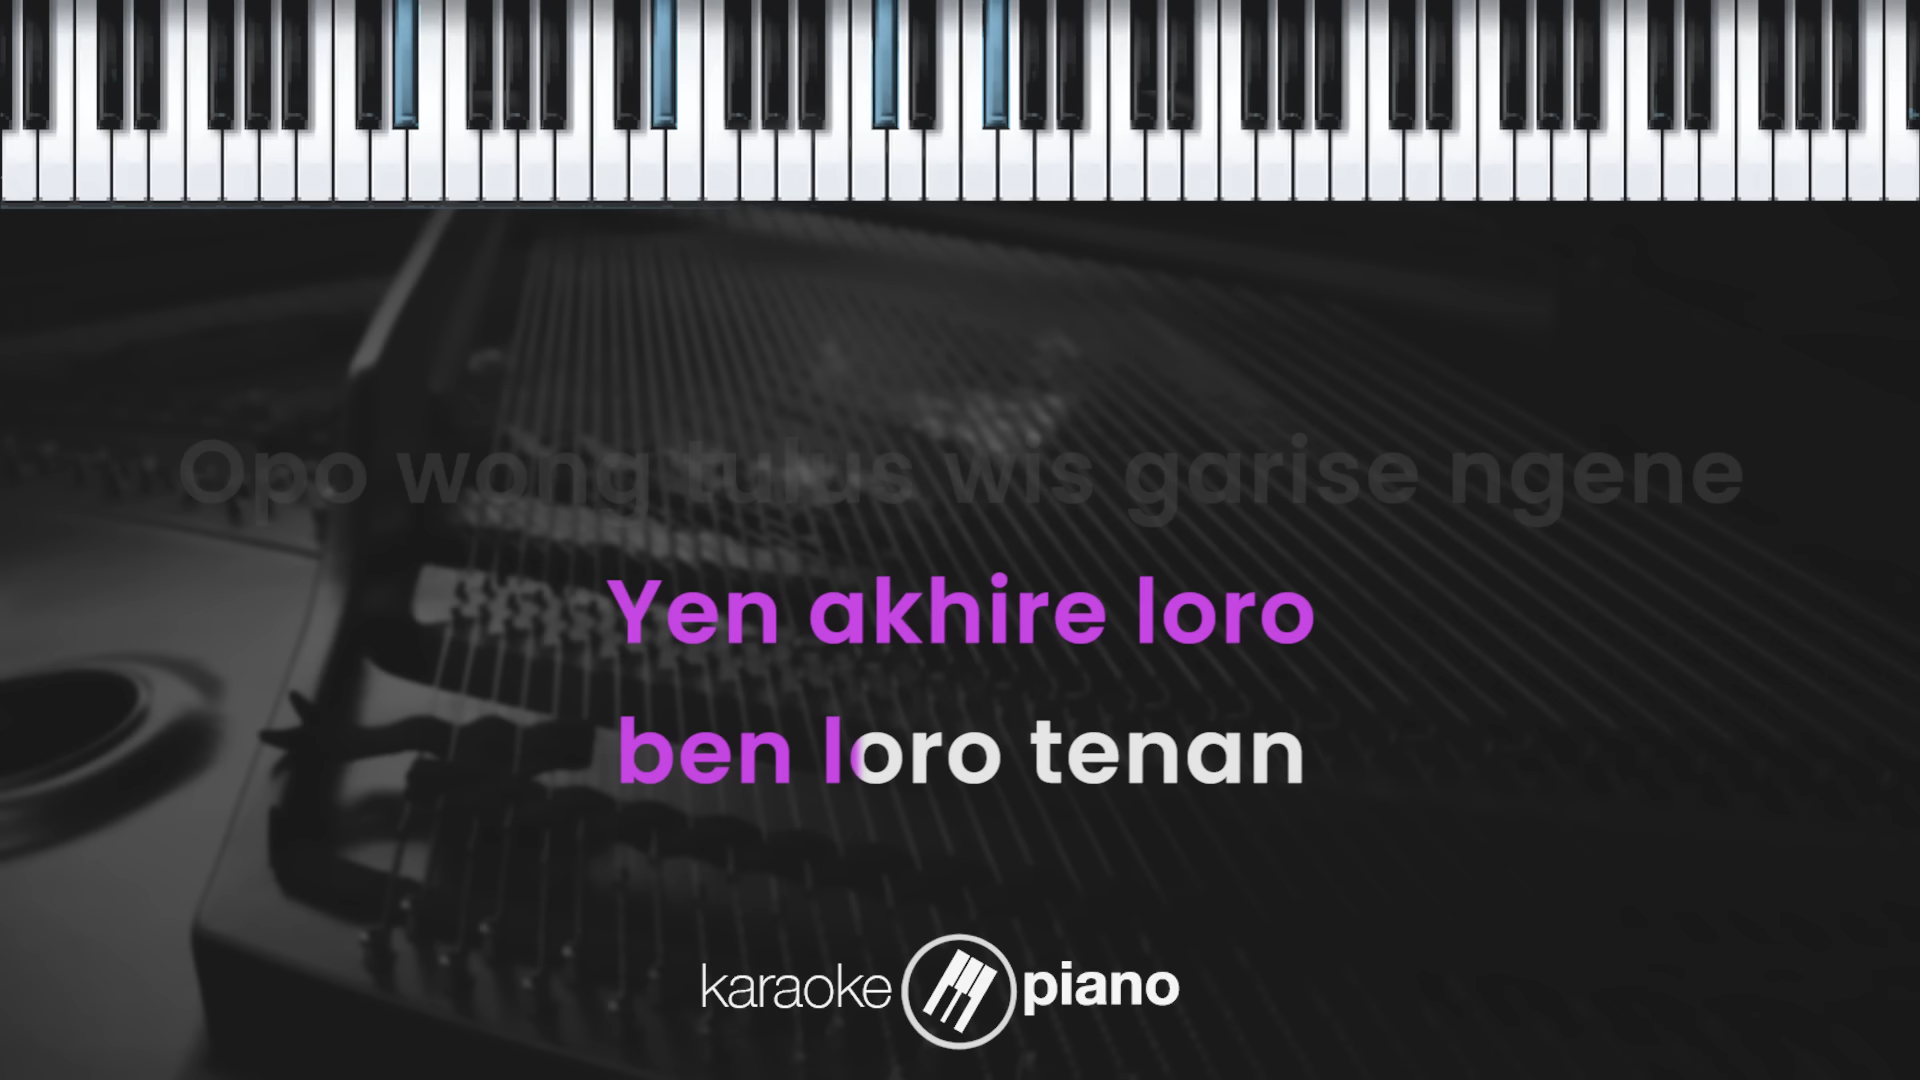 Opo wong tulus wis garise ngene
Yen akhire loro
ben loro tenan
karaoke piano